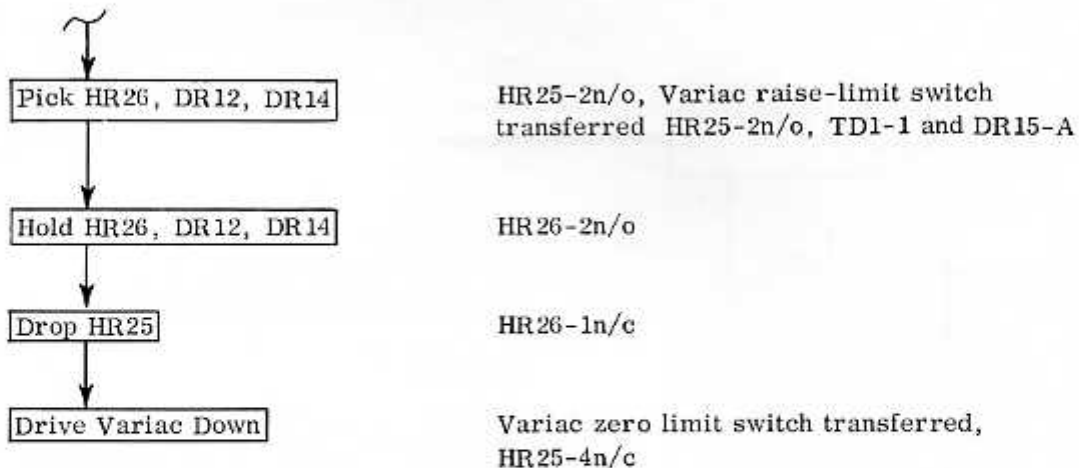 Pick HR26, DR12, DR14
HR25-2n/o, Variac raise-limit switch
transferred HR25-2n/o, TD1-1 and DR15-A
Hold HR26, DR12, DR14
HR26-2n/o
Drop HR25
HR26-1n/c
Drive Variac Down
Variac zero limit switch transferred,
HR25-4n/c